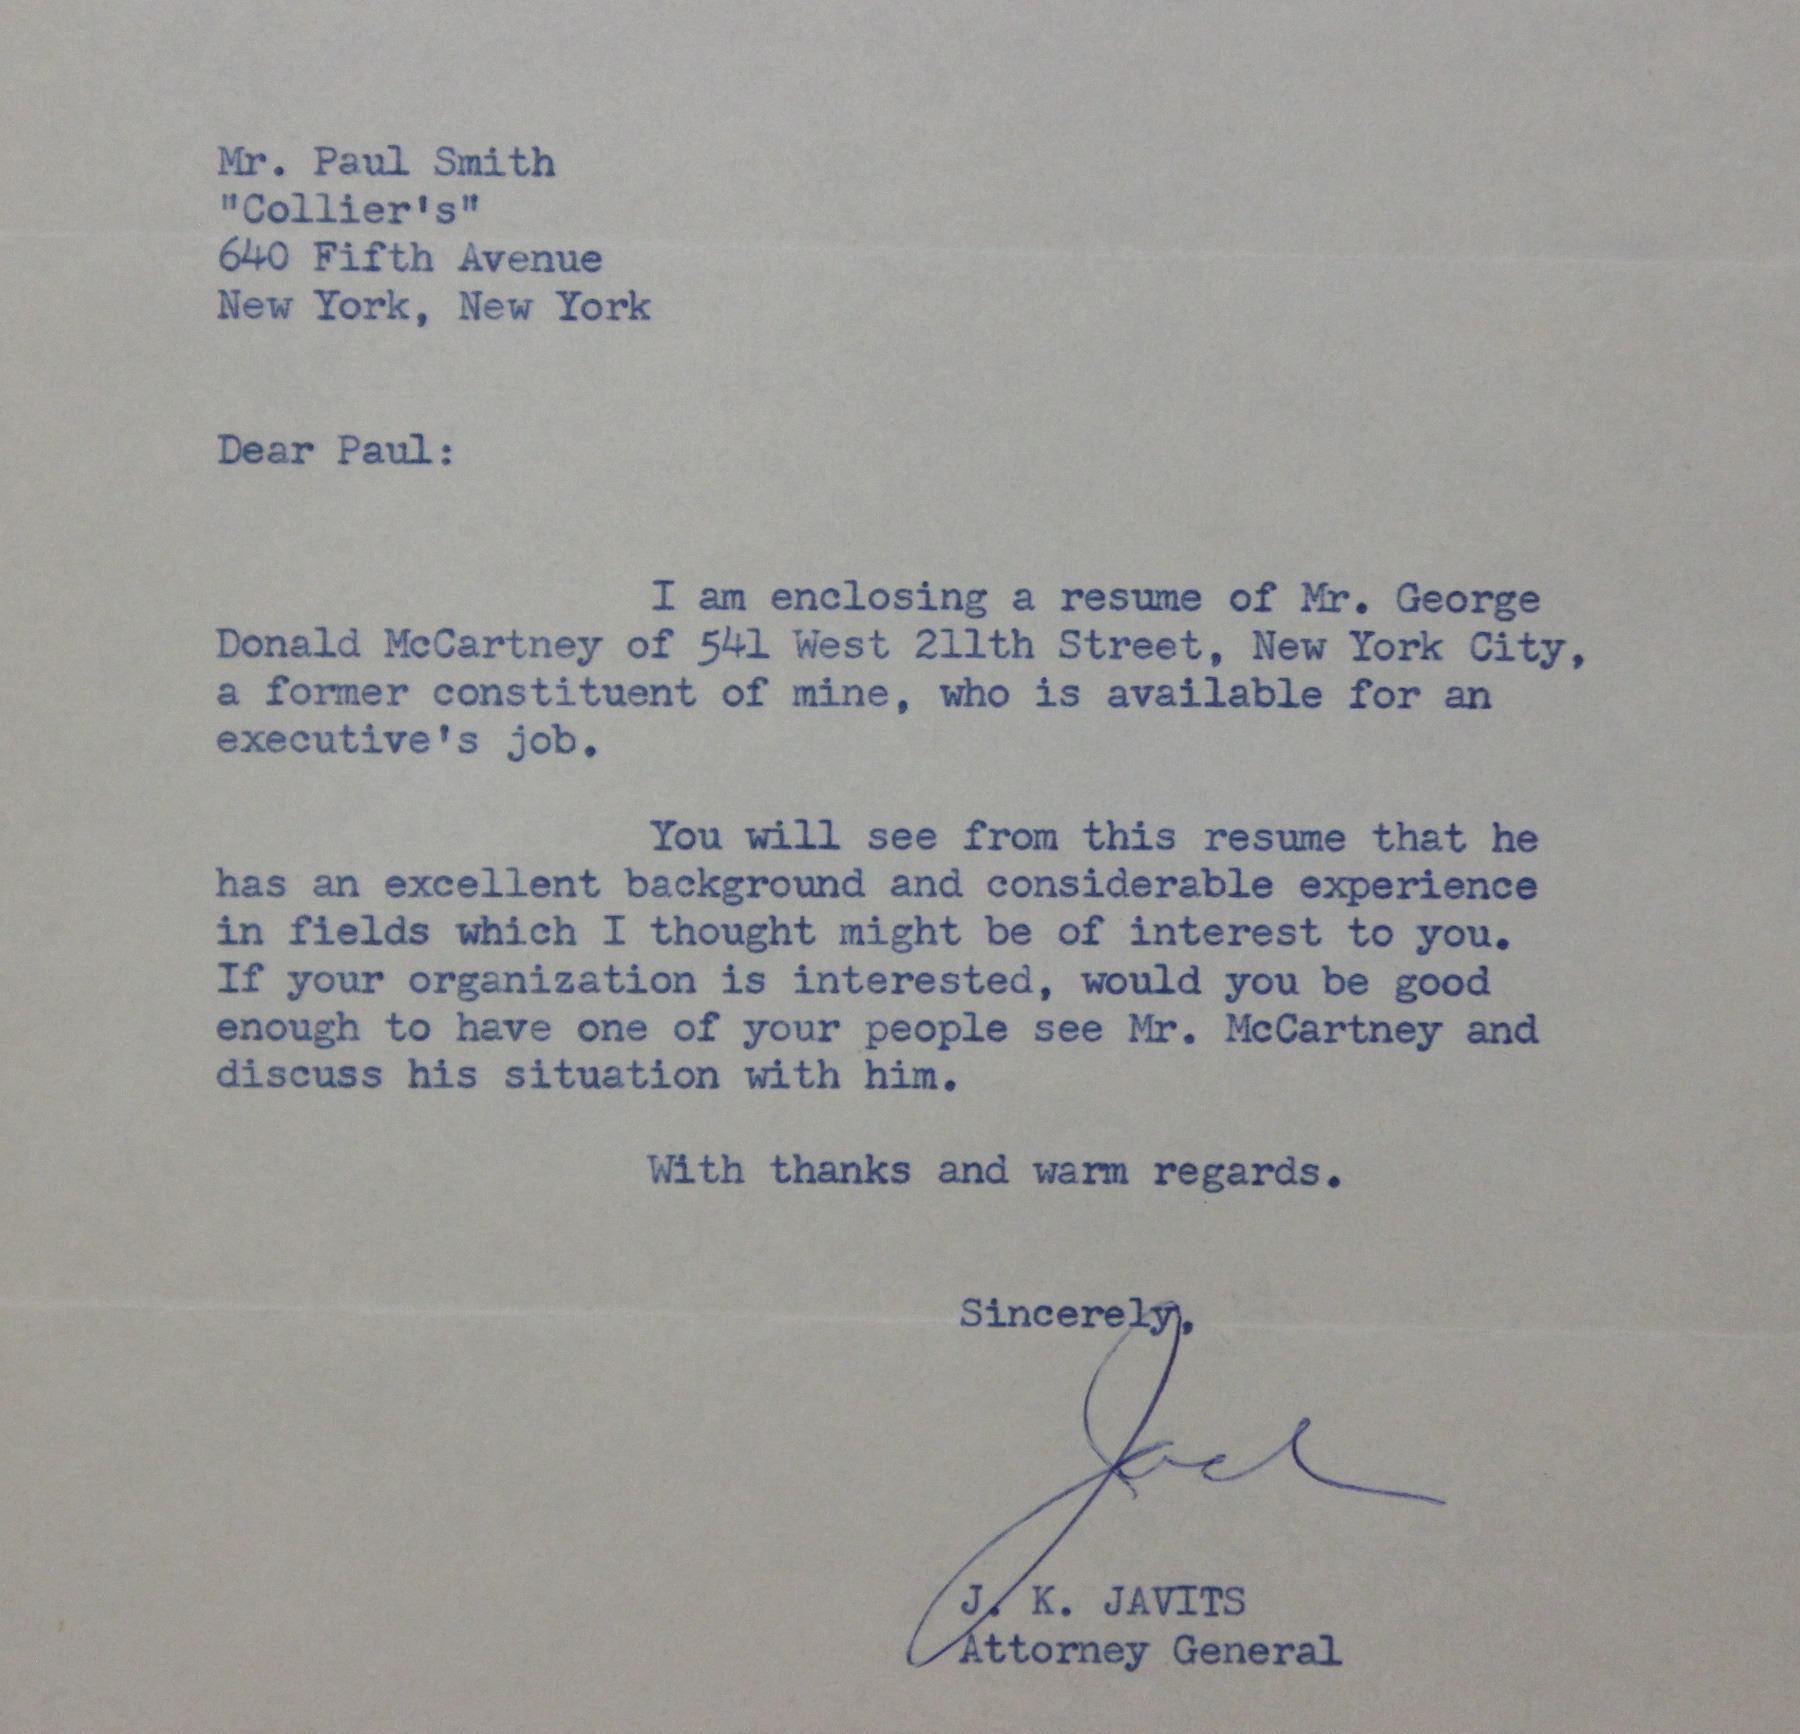 Mr. Paul Smith
"Collier's"
640 Fifth Avenue
New York, New York
Dear Paul:
I am enclosing a resume of Mr. George
Donald McCartney of 541 West 211th Street, New York City,
a former constituent of mine, who is available for an
executive's job.
You will see from this resume that he
has an excellent background and considerable experience
in fields which I thought might be of interest to you.
If your organization is interested, would you be good
enough to have one of your people see Mr. McCartney and
discuss his situation with him.
With thanks and warm regards.
Sincerely,
Jack
J. K. JAVITS
Attorney General